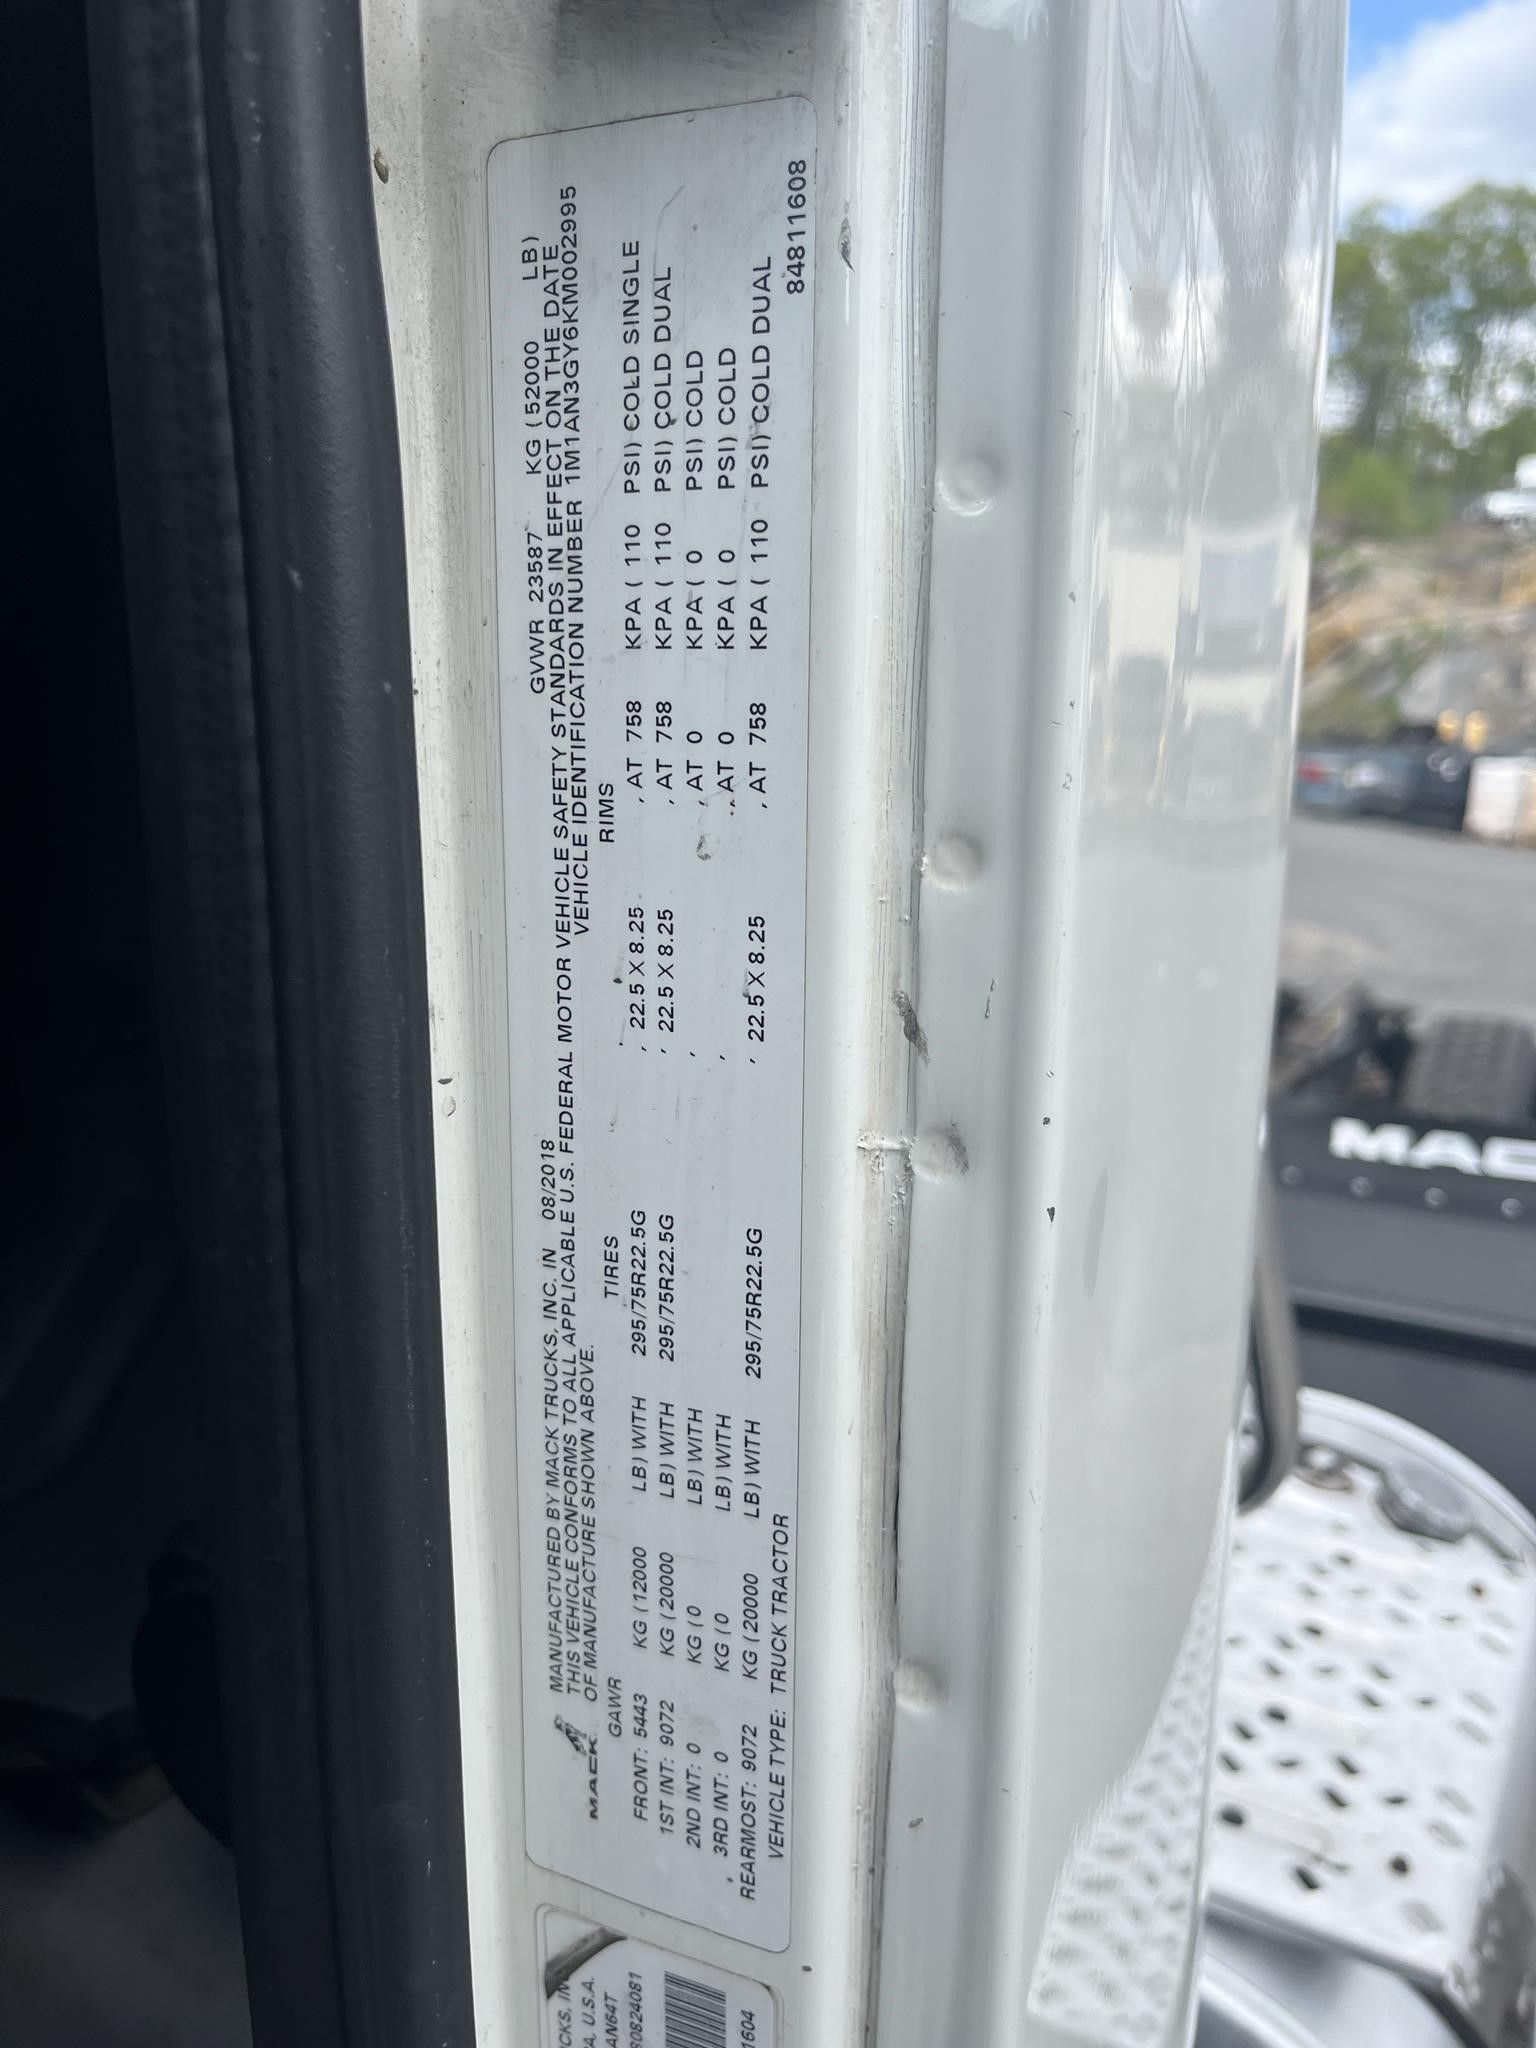 MACK
MANUFACTURED BY MACK TRUCKS, INC. IN 08/2018 GVWR 23587 KG (52000 LB)
THIS VEHICLE CONFORMS TO ALL APPLICABLE U.S. FEDERAL MOTOR VEHICLE SAFETY STANDARDS IN EFFECT ON THE DATE
OF MANUFACTURE SHOWN ABOVE. VEHICLE IDENTIFICATION NUMBER 1M1AN3GY6KM002995
GAWR TIRES RIMS
FRONT: 5443 KG (12000 LB) WITH 295/75R22.5G , 22.5 X 8.25 , AT 758 KPA ( 110 PSI) COLD SINGLE
1ST INT: 9072 KG (20000 LB) WITH 295/75R22.5G , 22.5 X 8.25 , AT 758 KPA ( 110 PSI) COLD DUAL
2ND INT: 0 KG (0 LB) WITH , , AT 0 KPA ( 0 PSI) COLD
3RD INT: 0 KG (0 LB) WITH , , AT 0 KPA ( 0 PSI) COLD
REARMOST: 9072 KG (20000 LB) WITH 295/75R22.5G , 22.5 X 8.25 , AT 758 KPA ( 110 PSI) COLD DUAL
VEHICLE TYPE: TRUCK TRACTOR 84811608
U.S.A.
AN64T
80824081
1604
MAC